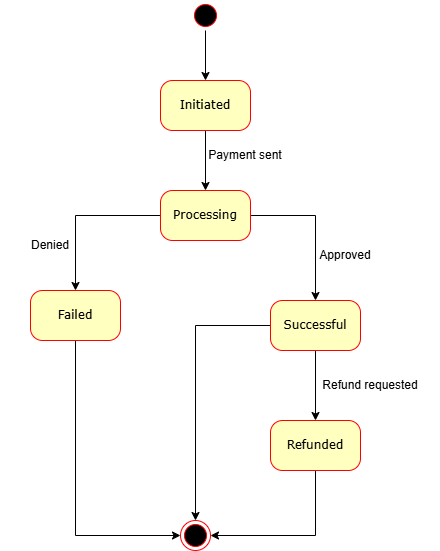 Initiated
Payment sent
Processing
Denied
Approved
Failed
Successful
Refund requested
Refunded